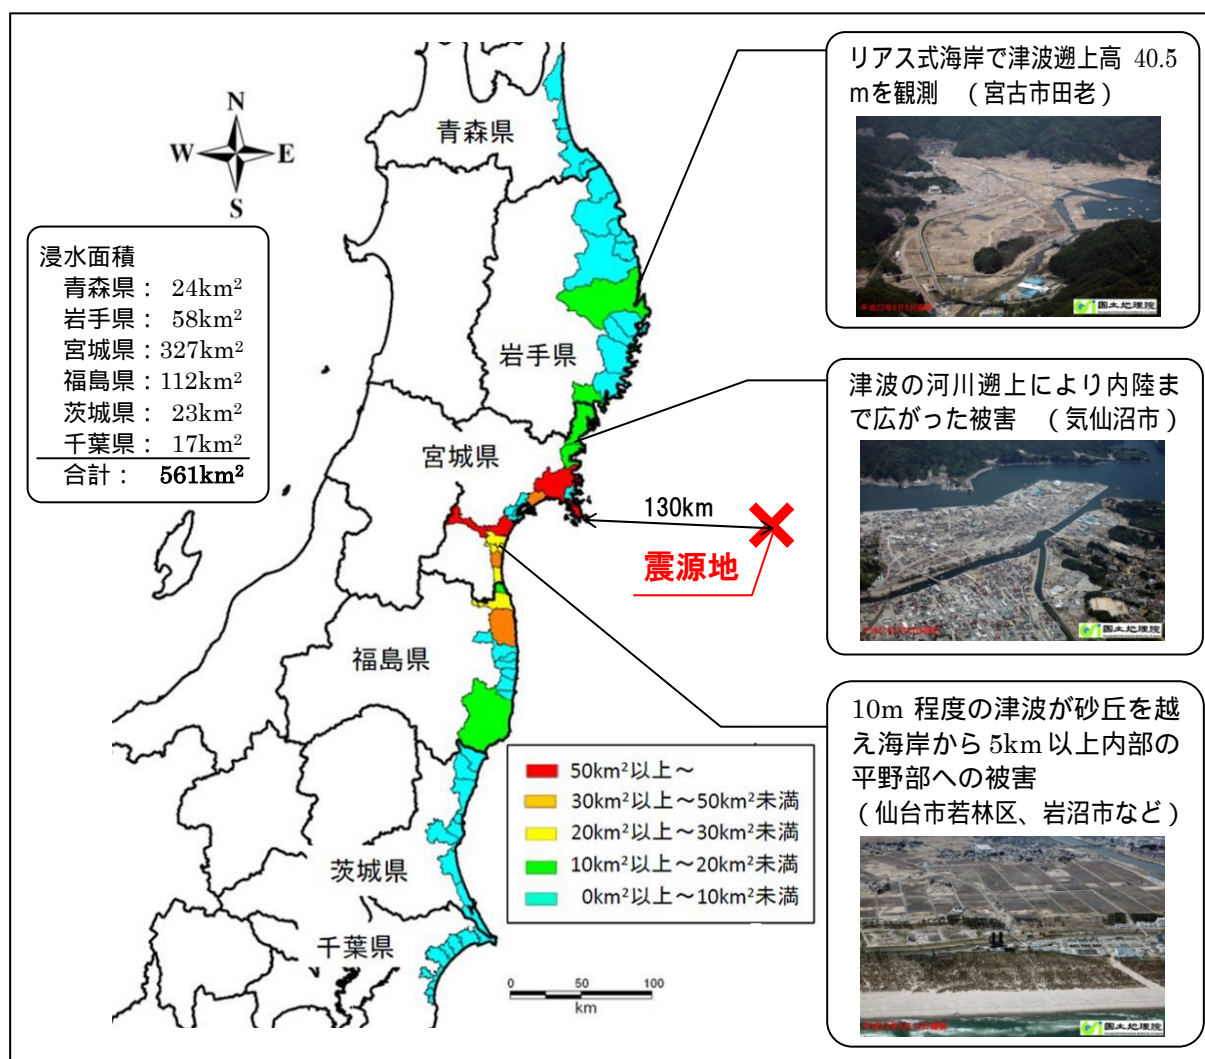 N
W
E
S
青森県
岩手県
宮城県
福島県
茨城県
千葉県
浸水面積
青森県： 24km²
岩手県： 58km²
宮城県：327km²
福島県：112km²
茨城県： 23km²
千葉県： 17km²
合計： 561km²
130km
震源地
リアス式海岸で津波遡上高 40.5
mを観測 （宮古市田老）
国土地理院
津波の河川遡上により内陸ま
で広がった被害 （気仙沼市）
国土地理院
10m 程度の津波が砂丘を越
え海岸から 5km 以上内部の
平野部への被害
（仙台市若林区、岩沼市など）
国土地理院
50km²以上～
30km²以上～50km²未満
20km²以上～30km²未満
10km²以上～20km²未満
0km²以上～10km²未満
0 50 100
km